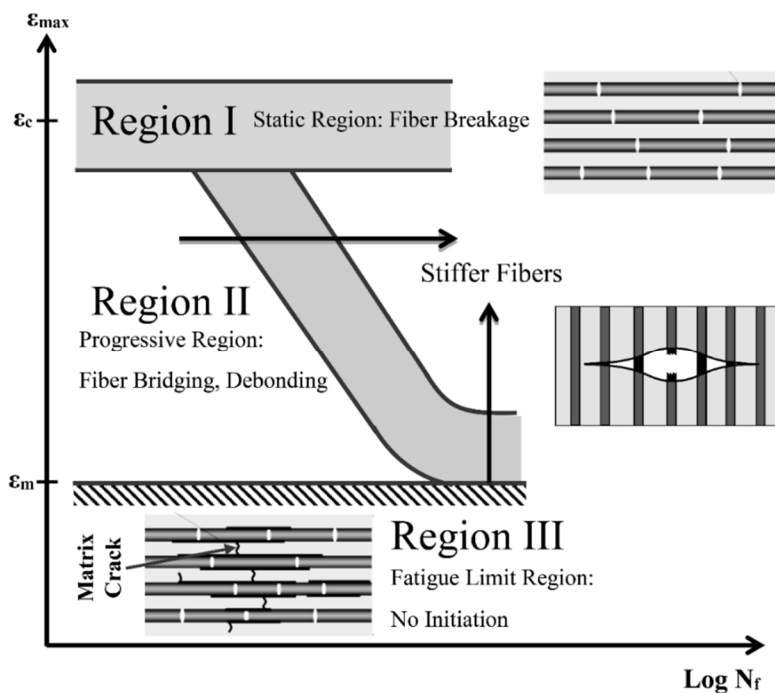 εmax
εc
Region I Static Region: Fiber Breakage
Stiffer Fibers
Region II
Progressive Region:
Fiber Bridging, Debonding
εm
Matrix
Crack
Region III
Fatigue Limit Region:
No Initiation
Log Nf